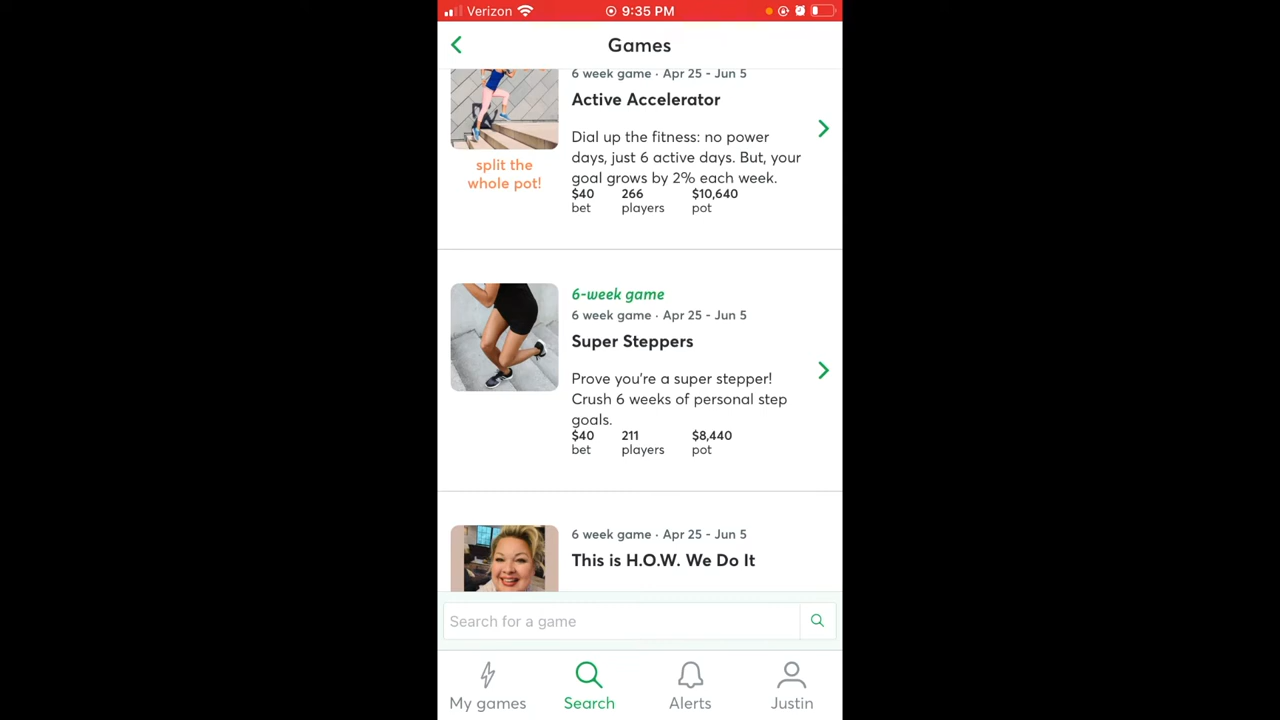 Verizon 9:35 PM
Games
6 week game · Apr 25 - Jun 5
Active Accelerator
Dial up the fitness: no power
days, just 6 active days. But, your
goal grows by 2% each week.
split the
whole pot!
$40 266 $10,640
bet players pot
6-week game
6 week game · Apr 25 - Jun 5
Super Steppers
Prove you're a super stepper!
Crush 6 weeks of personal step
goals.
$40 211 $8,440
bet players pot
6 week game · Apr 25 - Jun 5
This is H.O.W. We Do It
Search for a game
My games Search Alerts Justin